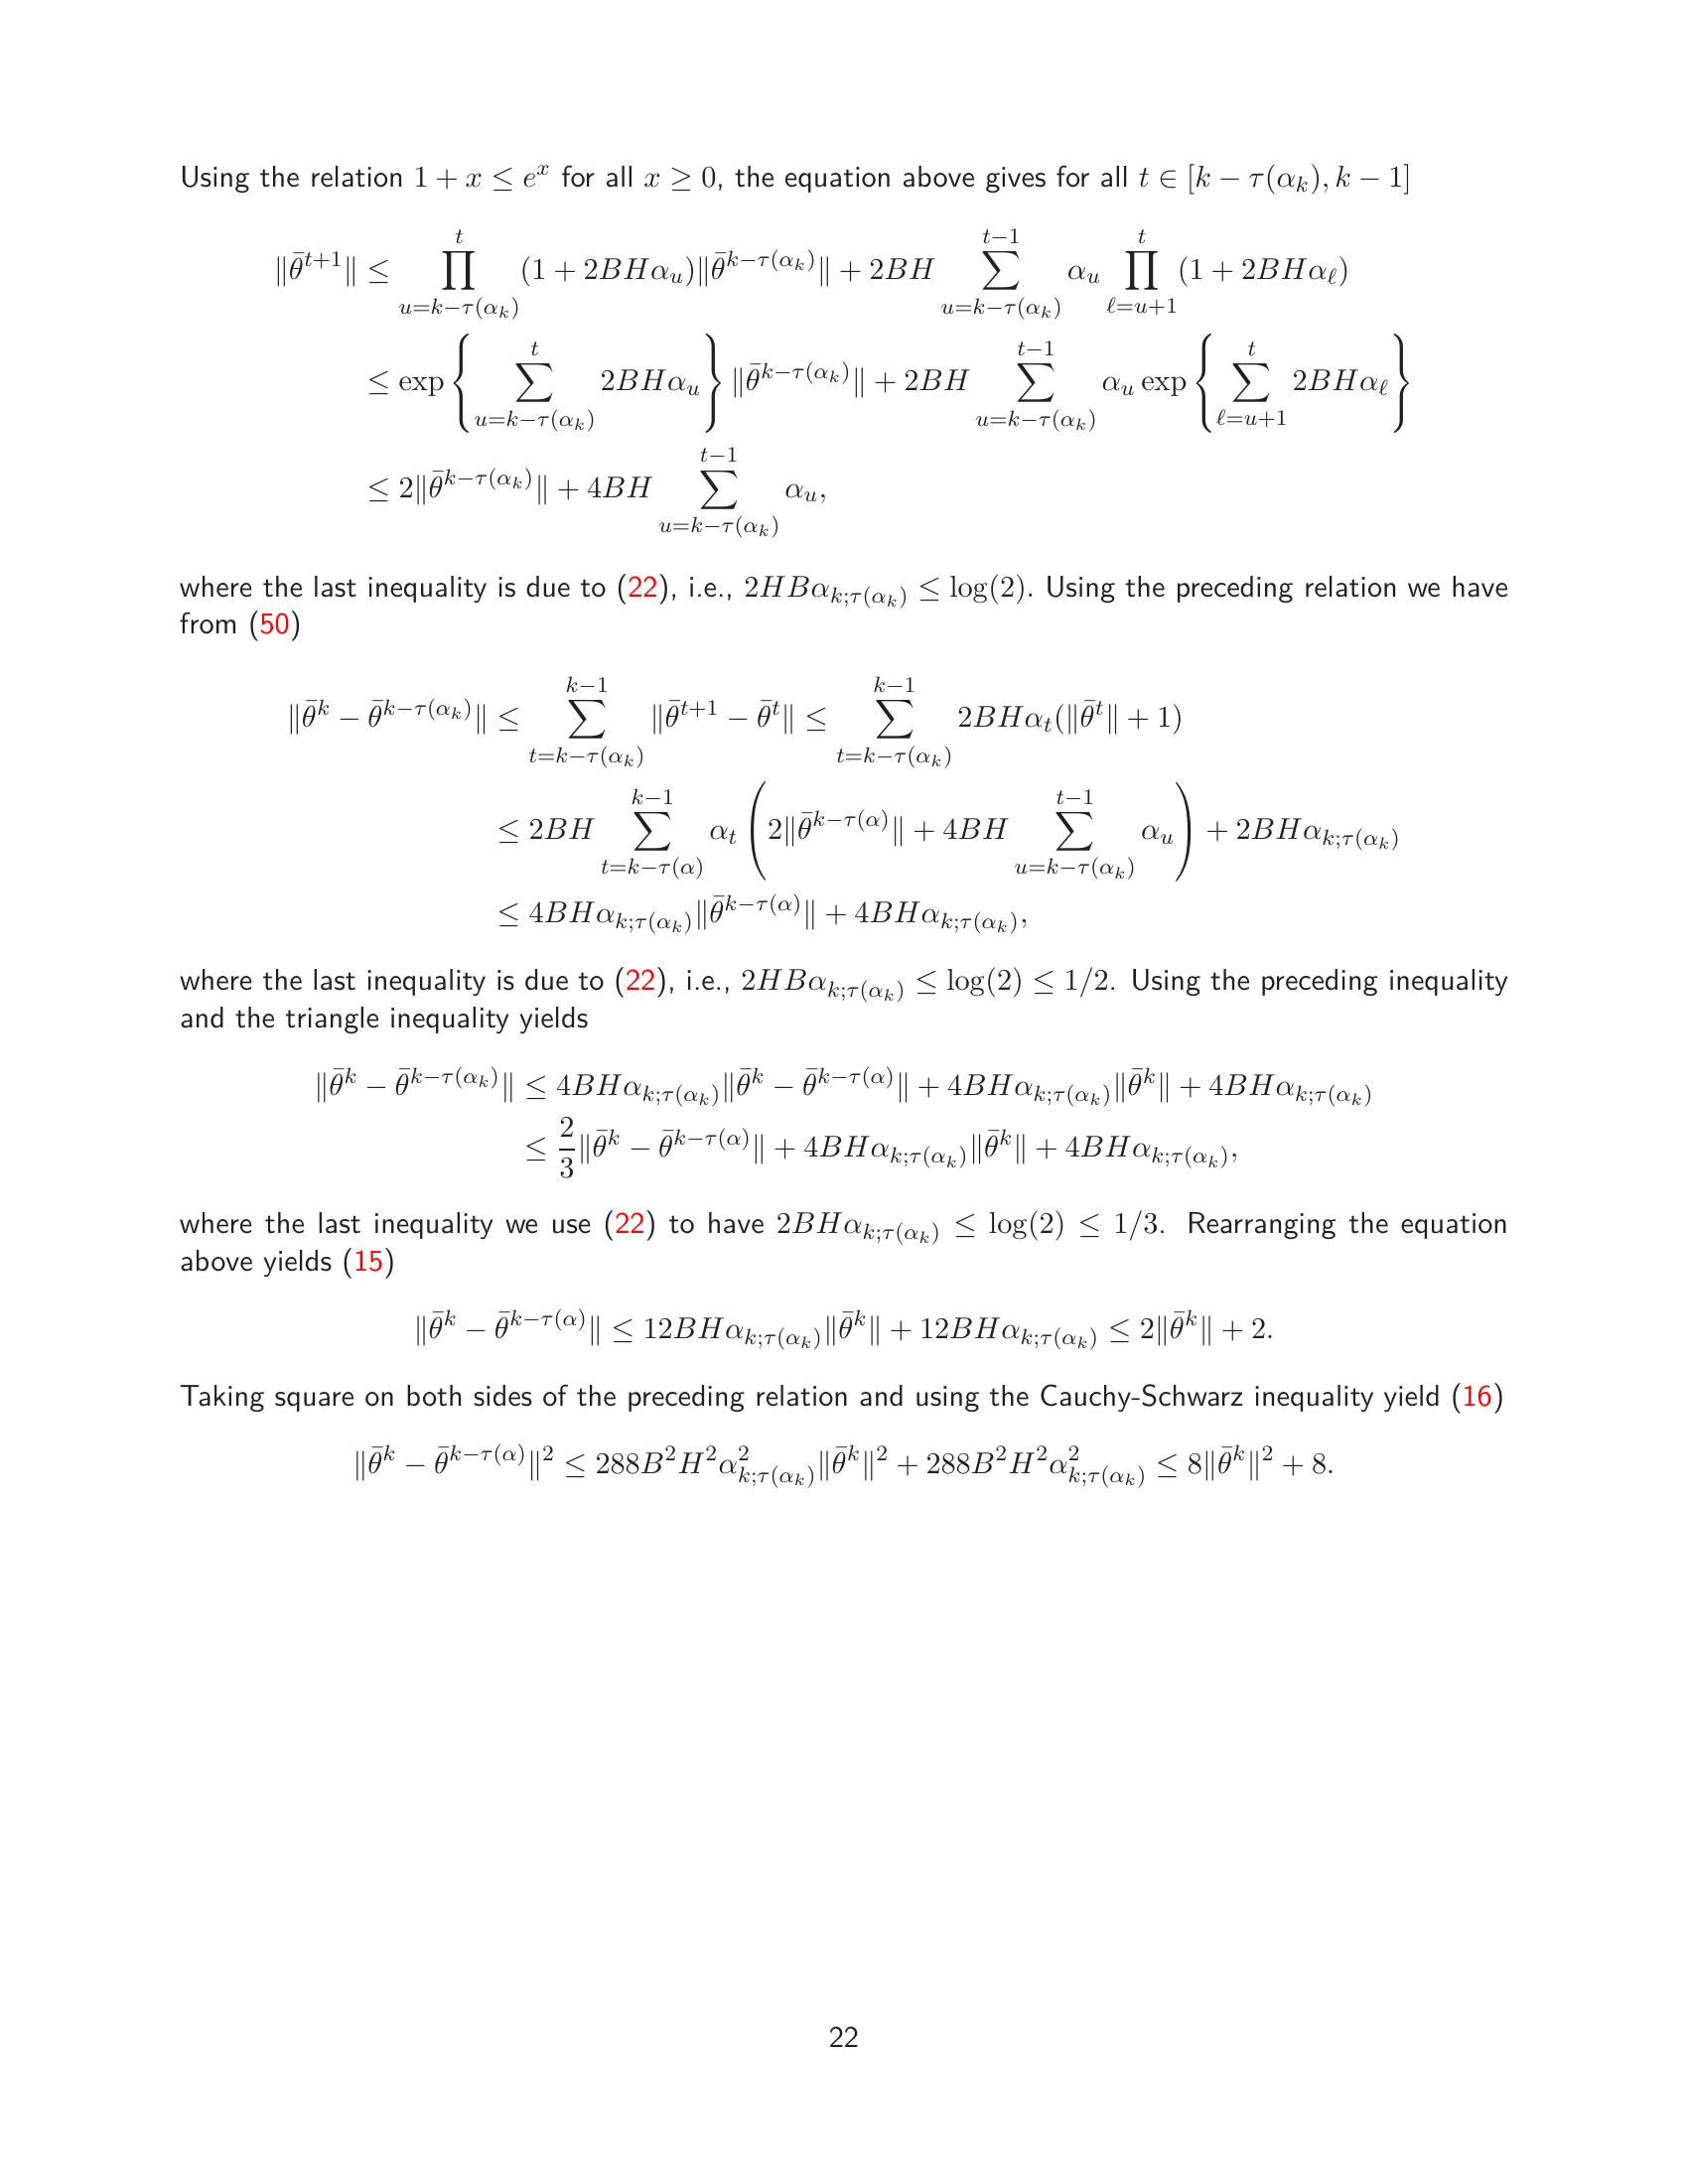 Using the relation $1 + x \leq e^x$ for all $x \geq 0$, the equation above gives for all $t \in [k - \tau(\alpha_k), k - 1]$
$\|\bar{\theta}^{t+1}\| \leq \prod_{u=k-\tau(\alpha_k)}^{t} (1 + 2BH\alpha_u)\|\bar{\theta}^{k-\tau(\alpha_k)}\| + 2BH \sum_{u=k-\tau(\alpha_k)}^{t-1} \alpha_u \prod_{\ell=u+1}^{t} (1 + 2BH\alpha_\ell)$
$\leq \exp\left\{\sum_{u=k-\tau(\alpha_k)}^{t} 2BH\alpha_u\right\} \|\bar{\theta}^{k-\tau(\alpha_k)}\| + 2BH \sum_{u=k-\tau(\alpha_k)}^{t-1} \alpha_u \exp\left\{\sum_{\ell=u+1}^{t} 2BH\alpha_\ell\right\}$
$\leq 2\|\bar{\theta}^{k-\tau(\alpha_k)}\| + 4BH \sum_{u=k-\tau(\alpha_k)}^{t-1} \alpha_u,$
where the last inequality is due to (22), i.e., $2HB\alpha_{k;\tau(\alpha_k)} \leq \log(2)$. Using the preceding relation we have
from (50)
$\|\bar{\theta}^k - \bar{\theta}^{k-\tau(\alpha_k)}\| \leq \sum_{t=k-\tau(\alpha_k)}^{k-1} \|\bar{\theta}^{t+1} - \bar{\theta}^t\| \leq \sum_{t=k-\tau(\alpha_k)}^{k-1} 2BH\alpha_t(\|\bar{\theta}^t\| + 1)$
$\leq 2BH \sum_{t=k-\tau(\alpha)}^{k-1} \alpha_t \left(2\|\bar{\theta}^{k-\tau(\alpha)}\| + 4BH \sum_{u=k-\tau(\alpha_k)}^{t-1} \alpha_u\right) + 2BH\alpha_{k;\tau(\alpha_k)}$
$\leq 4BH\alpha_{k;\tau(\alpha_k)}\|\bar{\theta}^{k-\tau(\alpha)}\| + 4BH\alpha_{k;\tau(\alpha_k)},$
where the last inequality is due to (22), i.e., $2HB\alpha_{k;\tau(\alpha_k)} \leq \log(2) \leq 1/2$. Using the preceding inequality
and the triangle inequality yields
$\|\bar{\theta}^k - \bar{\theta}^{k-\tau(\alpha_k)}\| \leq 4BH\alpha_{k;\tau(\alpha_k)}\|\bar{\theta}^k - \bar{\theta}^{k-\tau(\alpha)}\| + 4BH\alpha_{k;\tau(\alpha_k)}\|\bar{\theta}^k\| + 4BH\alpha_{k;\tau(\alpha_k)}$
$\leq \frac{2}{3}\|\bar{\theta}^k - \bar{\theta}^{k-\tau(\alpha)}\| + 4BH\alpha_{k;\tau(\alpha_k)}\|\bar{\theta}^k\| + 4BH\alpha_{k;\tau(\alpha_k)},$
where the last inequality we use (22) to have $2BH\alpha_{k;\tau(\alpha_k)} \leq \log(2) \leq 1/3$. Rearranging the equation
above yields (15)
$\|\bar{\theta}^k - \bar{\theta}^{k-\tau(\alpha)}\| \leq 12BH\alpha_{k;\tau(\alpha_k)}\|\bar{\theta}^k\| + 12BH\alpha_{k;\tau(\alpha_k)} \leq 2\|\bar{\theta}^k\| + 2.$
Taking square on both sides of the preceding relation and using the Cauchy-Schwarz inequality yield (16)
$\|\bar{\theta}^k - \bar{\theta}^{k-\tau(\alpha)}\|^2 \leq 288B^2H^2\alpha^2_{k;\tau(\alpha_k)}\|\bar{\theta}^k\|^2 + 288B^2H^2\alpha^2_{k;\tau(\alpha_k)} \leq 8\|\bar{\theta}^k\|^2 + 8.$
22